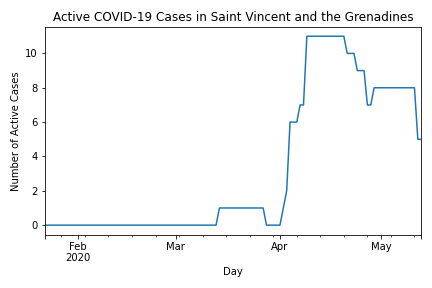 Active COVID-19 Cases in Saint Vincent and the Grenadines
Number of Active Cases
10
8
6
4
2
0
Feb Mar Apr May
2020
Day